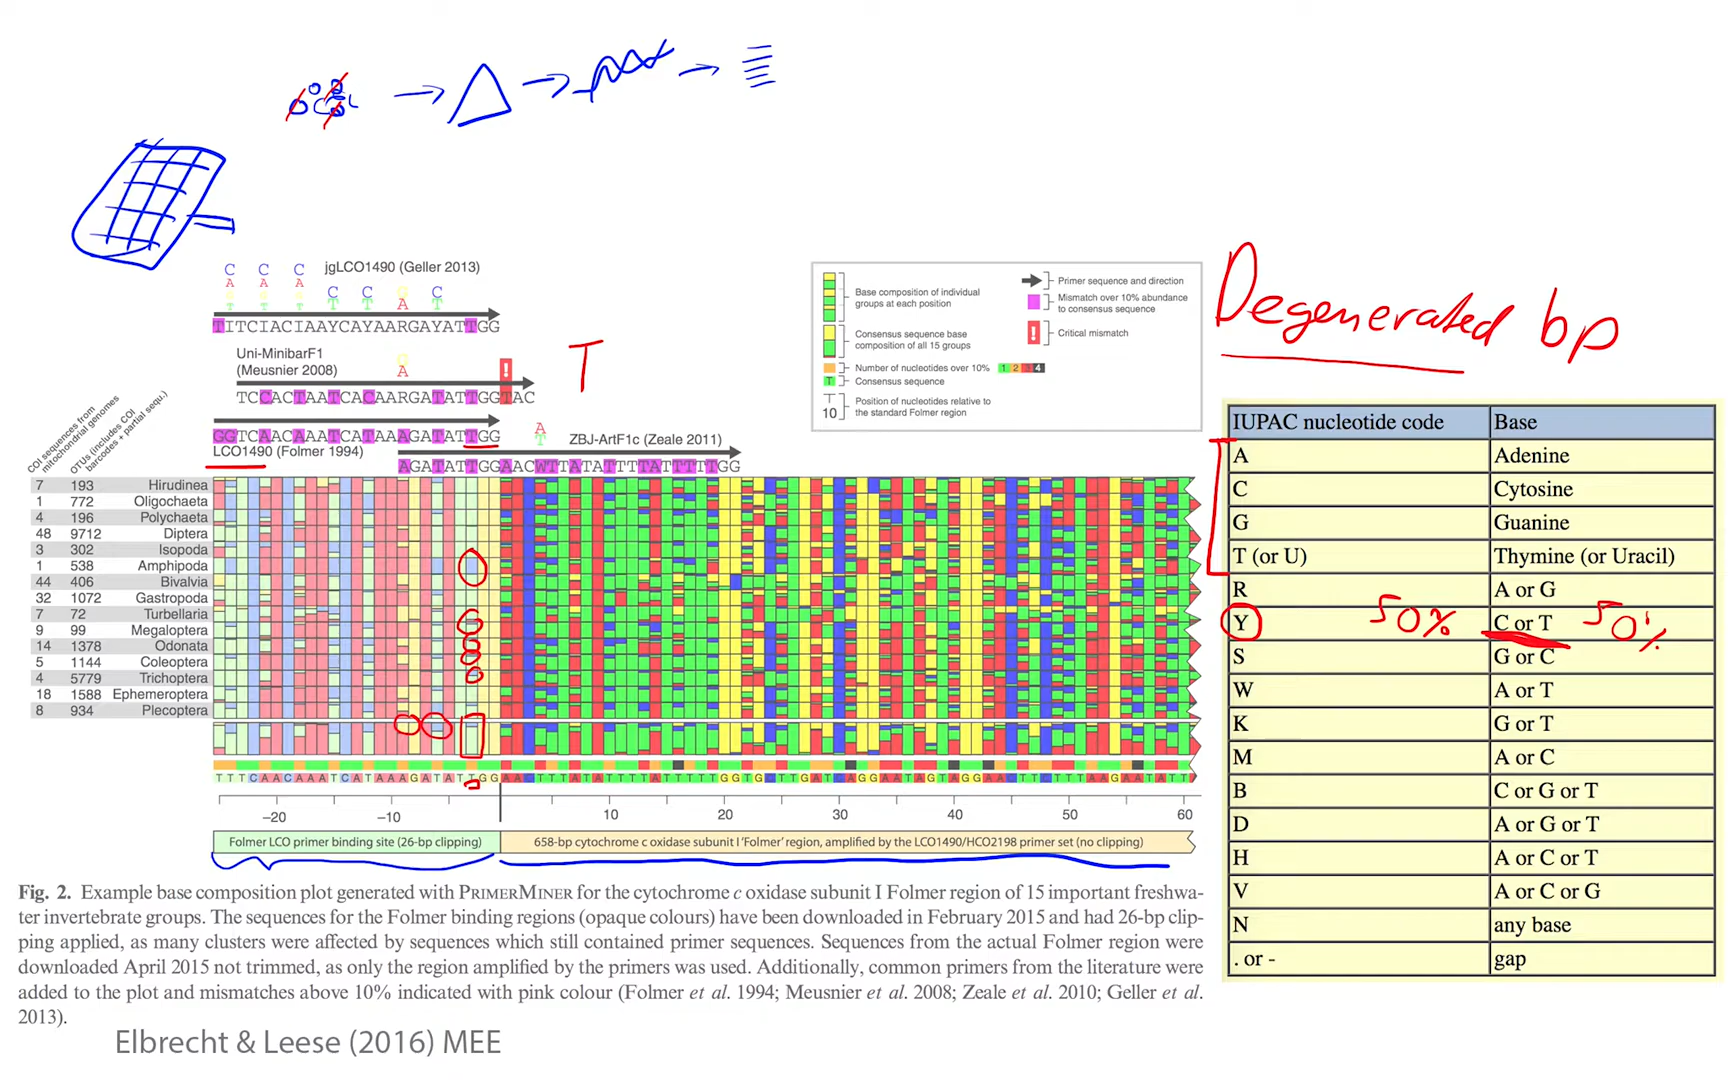 C C C jgLCO1490 (Geller 2013)
A A A C C G C
T T T T T A T
TITCIACIAAYCAYAARGAYATTGG
Uni-MinibarF1
(Meusnier 2008)
G
A
!
T
TCCACTAATCACAARGATATTGGTAC
GGTCAACAAATCATAAAGATATTGG
LCO1490 (Folmer 1994)
A
T
ZBJ-ArtF1c (Zeale 2011)
AGATATTGGAACWTTATATTTTATTTTTGG
Base composition of individual
groups at each position
Consensus sequence base
composition of all 15 groups
Number of nucleotides over 10% 1 2 3 4
T Consensus sequence
T
10
Position of nucleotides relative to
the standard Folmer region
Primer sequence and direction
Mismatch over 10% abundance
to consensus sequence
! Critical mismatch
Degenerated bp
COI sequences from
mitochondrial genomes
OTUs (includes COI
barcodes + partial sequ.)
7 193 Hirudinea
1 772 Oligochaeta
4 196 Polychaeta
48 9712 Diptera
3 302 Isopoda
1 538 Amphipoda
44 406 Bivalvia
32 1072 Gastropoda
7 72 Turbellaria
9 99 Megaloptera
14 1378 Odonata
5 1144 Coleoptera
4 5779 Trichoptera
18 1588 Ephemeroptera
8 934 Plecoptera
−20 −10 10 20 30 40 50 60
Folmer LCO primer binding site (26-bp clipping)
658-bp cytochrome c oxidase subunit I 'Folmer' region, amplified by the LCO1490/HCO2198 primer set (no clipping)
IUPAC nucleotide code Base
A Adenine
C Cytosine
G Guanine
T (or U) Thymine (or Uracil)
R A or G
Y 50% C or T 50%
S G or C
W A or T
K G or T
M A or C
B C or G or T
D A or G or T
H A or C or T
V A or C or G
N any base
. or - gap
Fig. 2. Example base composition plot generated with PRIMERMINER for the cytochrome c oxidase subunit I Folmer region of 15 important freshwa-
ter invertebrate groups. The sequences for the Folmer binding regions (opaque colours) have been downloaded in February 2015 and had 26-bp clip-
ping applied, as many clusters were affected by sequences which still contained primer sequences. Sequences from the actual Folmer region were
downloaded April 2015 not trimmed, as only the region amplified by the primers was used. Additionally, common primers from the literature were
added to the plot and mismatches above 10% indicated with pink colour (Folmer et al. 1994; Meusnier et al. 2008; Zeale et al. 2010; Geller et al.
2013).
Elbrecht & Leese (2016) MEE